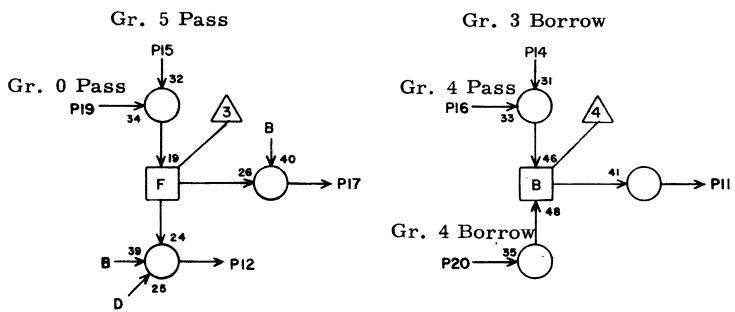 Gr. 5 Pass
P15
32
Gr. 0 Pass
P19
34
3
19
B
40
F
26
P17
24
B
39
P12
25
D
Gr. 3 Borrow
P14
31
Gr. 4 Pass
P16
33
4
46
B
41
P11
48
Gr. 4 Borrow
35
P20